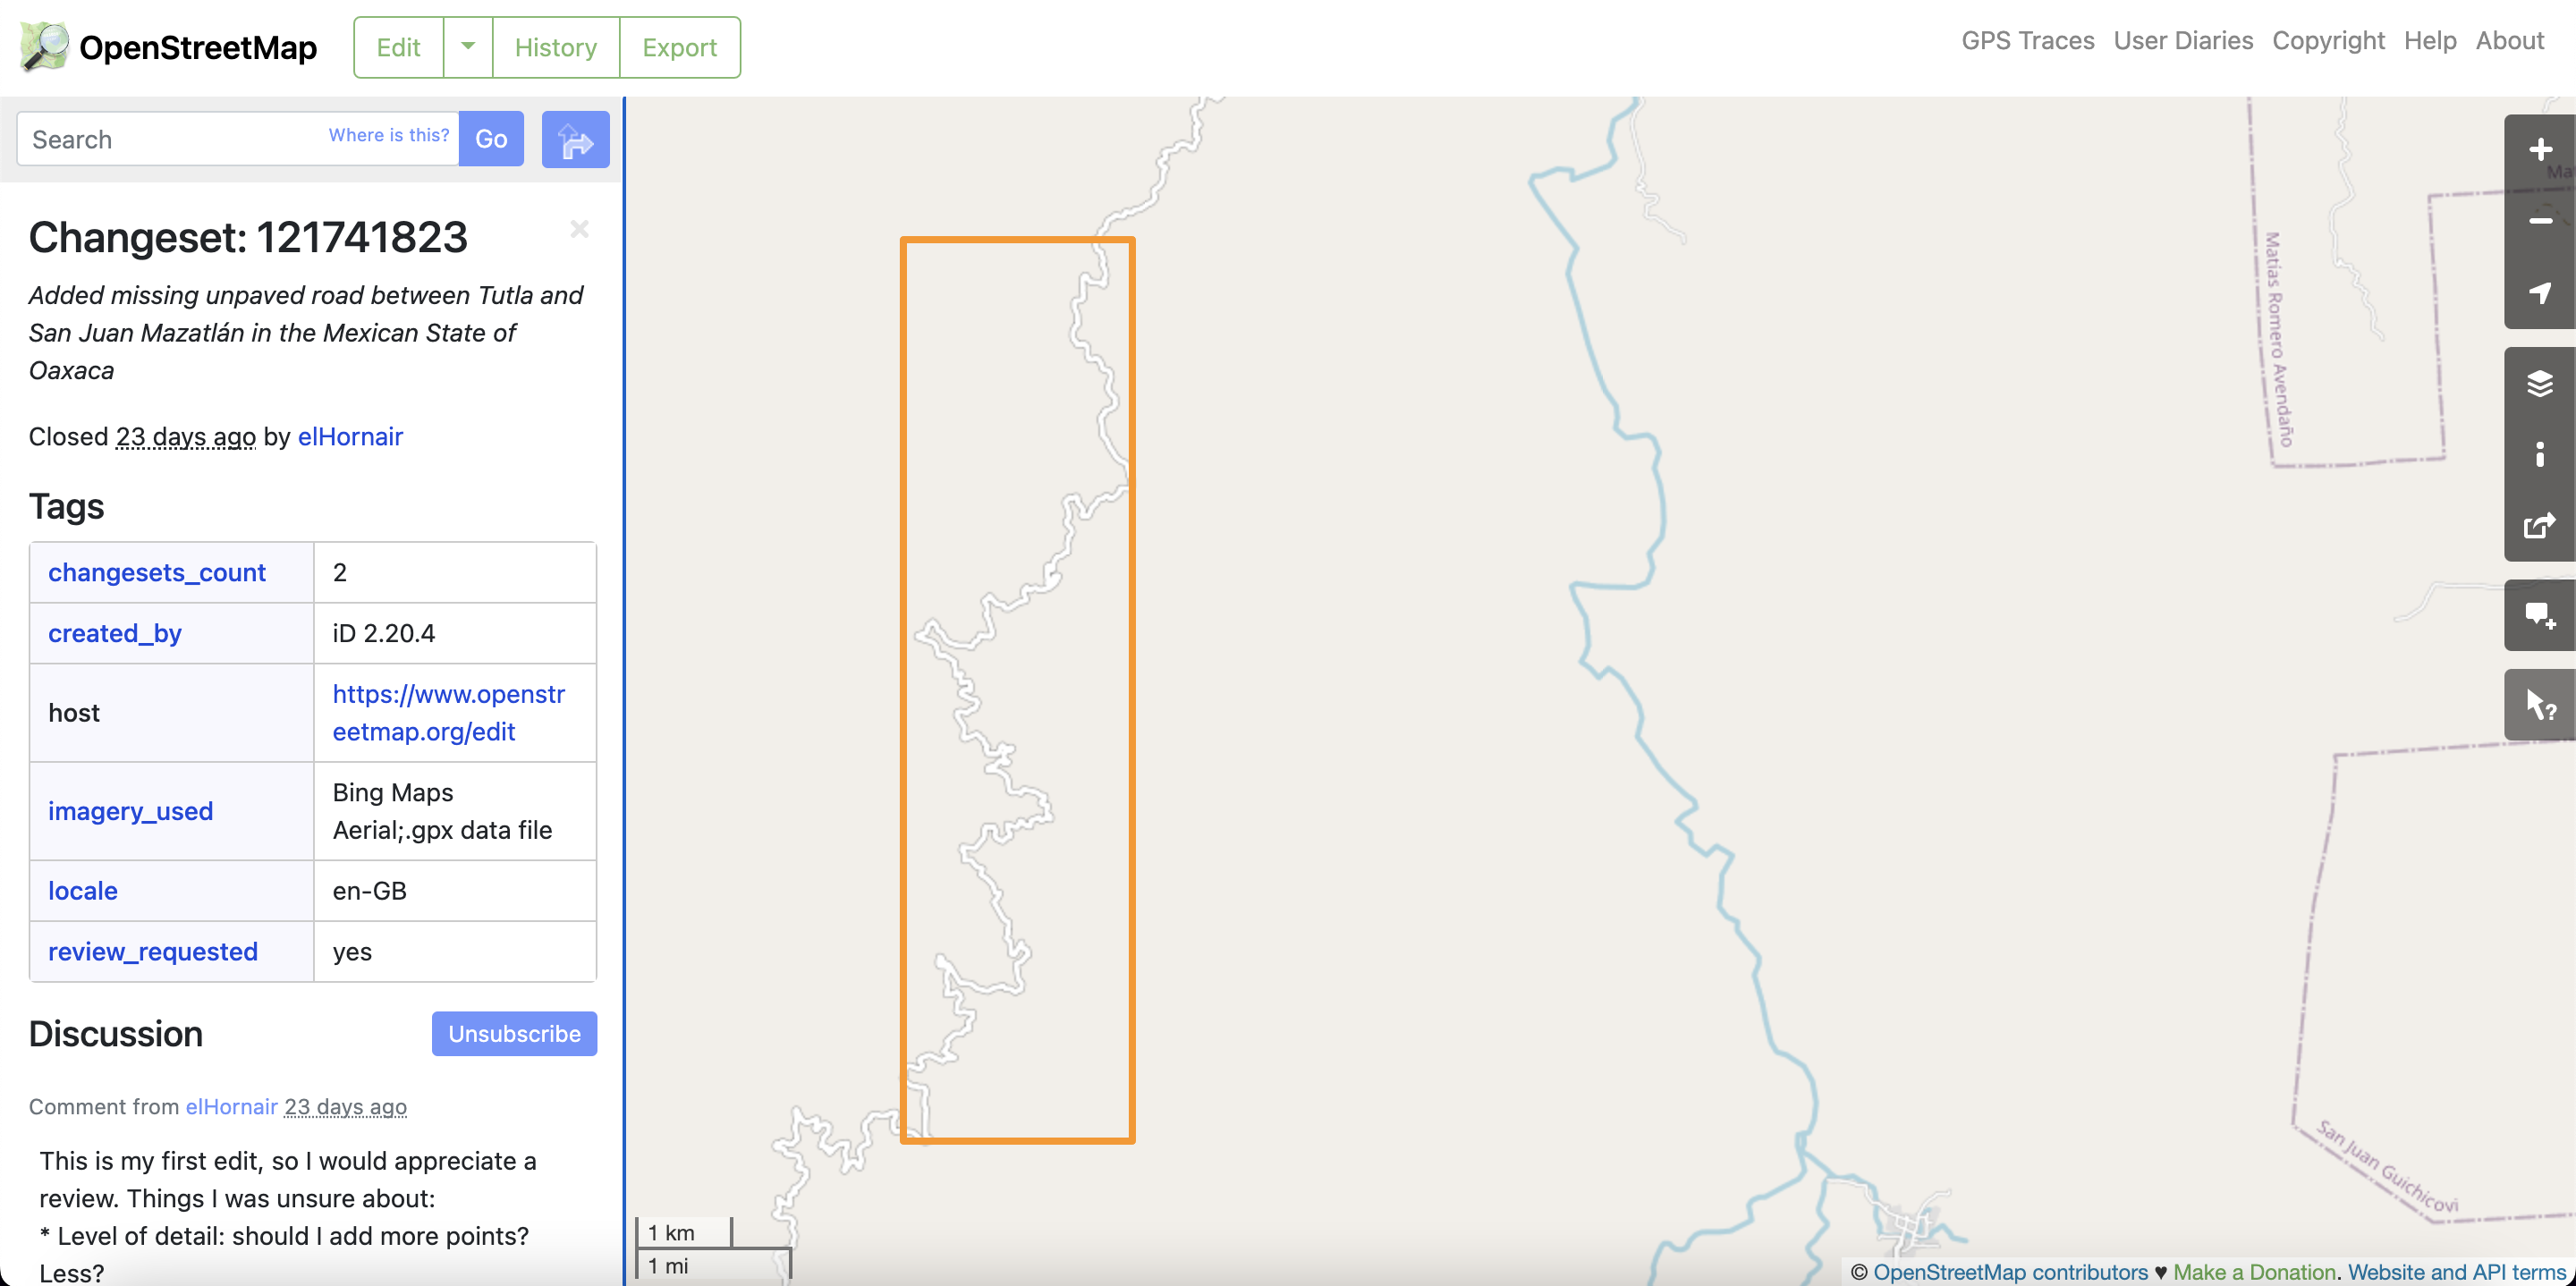 OpenStreetMap
Edit
History
Export
GPS Traces
User Diaries
Copyright
Help
About
Search
Where is this?
Go
Changeset: 121741823
Added missing unpaved road between Tutla and
San Juan Mazatlán in the Mexican State of
Oaxaca
Closed 23 days ago by elHornair
Tags
changesets_count 2
created_by iD 2.20.4
host https://www.openstr
eetmap.org/edit
imagery_used Bing Maps
Aerial;.gpx data file
locale en-GB
review_requested yes
Discussion
Unsubscribe
Comment from elHornair 23 days ago
This is my first edit, so I would appreciate a
review. Things I was unsure about:
* Level of detail: should I add more points?
Less?
Matías Romero Avendaño
San Juan Guichicovi
1 km
1 mi
© OpenStreetMap contributors ♥ Make a Donation. Website and API terms